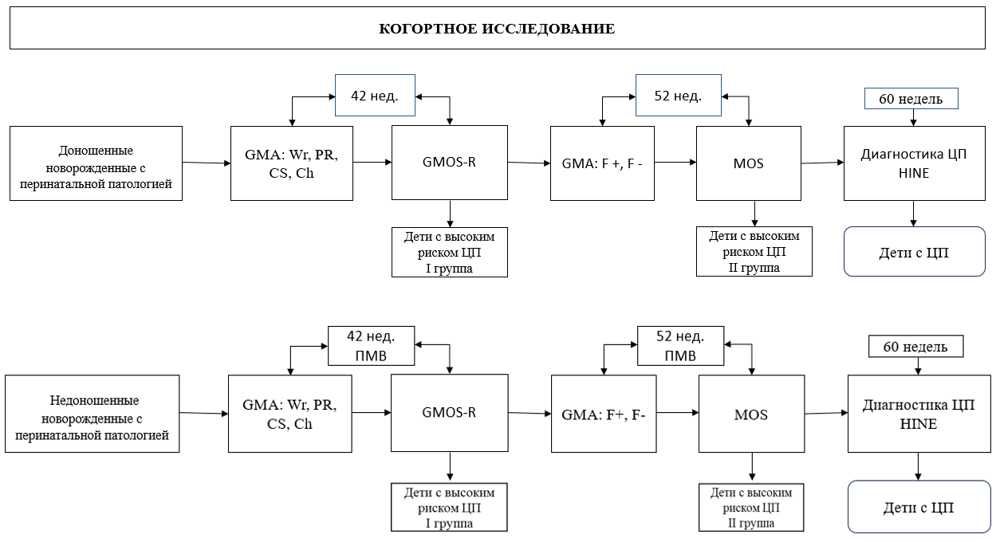 КОГОРТНОЕ ИССЛЕДОВАНИЕ
42 нед.
52 нед.
60 недель
Доношенные
новорожденные с
перинатальной патологией
GMA: Wr, PR,
CS, Ch
GMOS-R
GMA: F +, F -
MOS
Диагностика ЦП
HINE
Дети с высоким
риском ЦП
I группа
Дети с высоким
риском ЦП
II группа
Дети с ЦП
42 нед.
ПМВ
52 нед.
ПМВ
60 недель
Недоношенные
новорожденные с
перинатальной патологией
GMA: Wr, PR,
CS, Ch
GMOS-R
GMA: F+, F-
MOS
Диагностика ЦП
HINE
Дети с высоким
риском ЦП
I группа
Дети с высоким
риском ЦП
II группа
Дети с ЦП